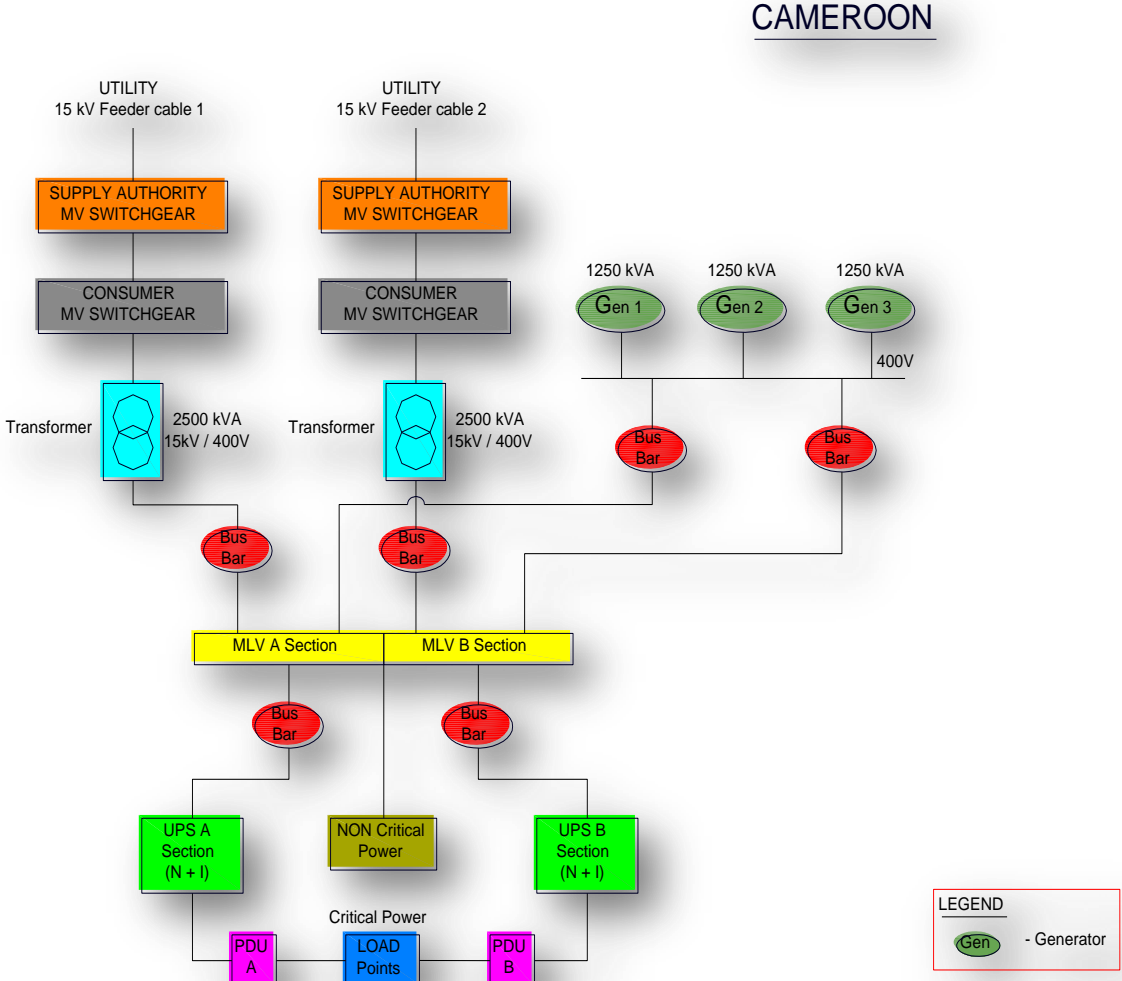 CAMEROON
UTILITY
15 kV Feeder cable 1
UTILITY
15 kV Feeder cable 2
SUPPLY AUTHORITY
MV SWITCHGEAR
SUPPLY AUTHORITY
MV SWITCHGEAR
CONSUMER
MV SWITCHGEAR
CONSUMER
MV SWITCHGEAR
1250 kVA
1250 kVA
1250 kVA
Gen 1
Gen 2
Gen 3
400V
Transformer
2500 kVA
15kV / 400V
Transformer
2500 kVA
15kV / 400V
Bus
Bar
Bus
Bar
Bus
Bar
Bus
Bar
MLV A Section
MLV B Section
Bus
Bar
Bus
Bar
UPS A
Section
(N + I)
NON Critical
Power
UPS B
Section
(N + I)
Critical Power
PDU
A
LOAD
Points
PDU
B
LEGEND
Gen
- Generator